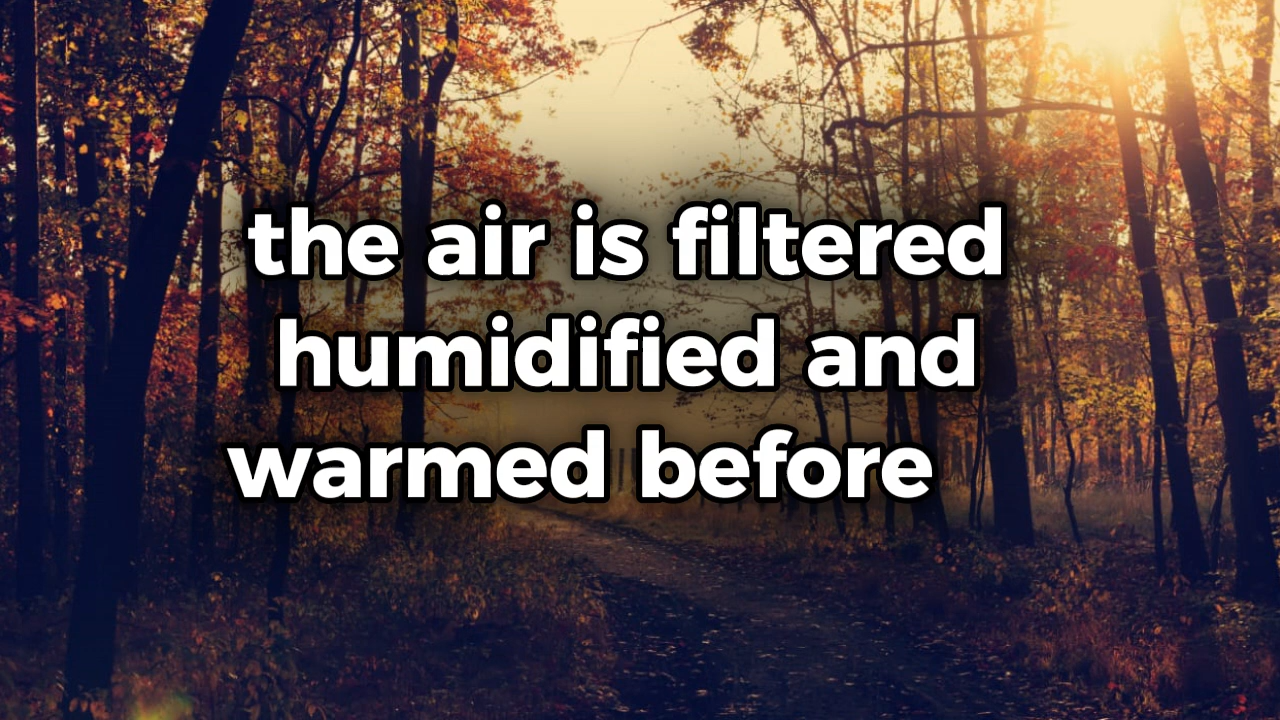 the air is filtered
humidified and
warmed before